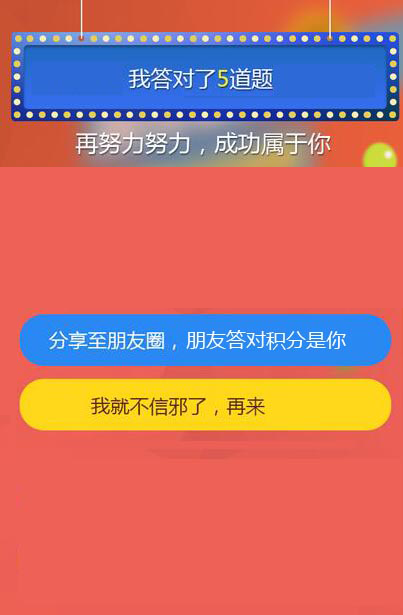 我答对了5道题
再努力努力，成功属于你
分享至朋友圈，朋友答对积分是你
我就不信邪了，再来